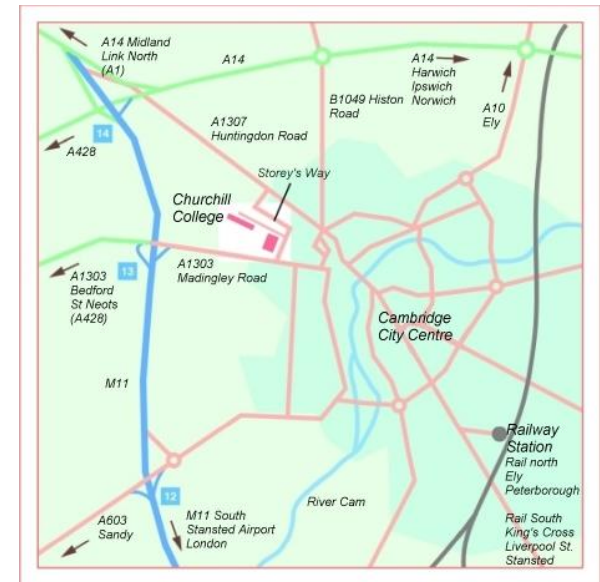 A14 Midland
Link North
(A1)
A14
A14
Harwich
Ipswich
Norwich
B1049 Histon
Road
A10
Ely
A1307
Huntingdon Road
14
A428
Storey's Way
Churchill
College
13
A1303
Bedford
St Neots
(A428)
A1303
Madingley Road
Cambridge
City Centre
M11
Railway
Station
Rail north
Ely
Peterborough
12
River Cam
A603
Sandy
M11 South
Stansted Airport
London
Rail South
King's Cross
Liverpool St.
Stansted